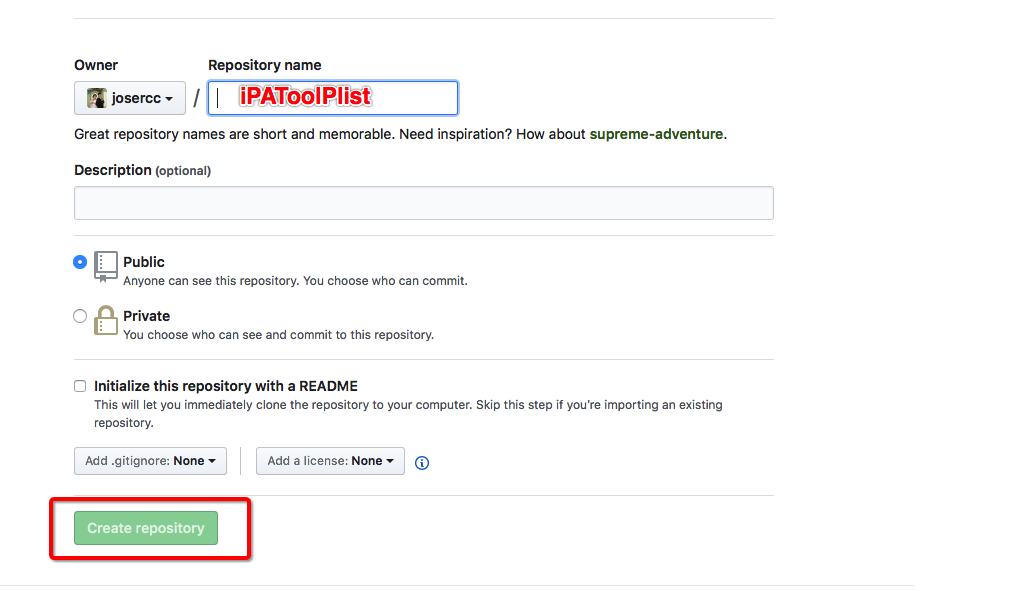 Owner
Repository name
josercc / iPAToolPlist
Great repository names are short and memorable. Need inspiration? How about supreme-adventure.
Description (optional)
Public
Anyone can see this repository. You choose who can commit.
Private
You choose who can see and commit to this repository.
Initialize this repository with a README
This will let you immediately clone the repository to your computer. Skip this step if you're importing an existing
repository.
Add .gitignore: None
Add a license: None
Create repository